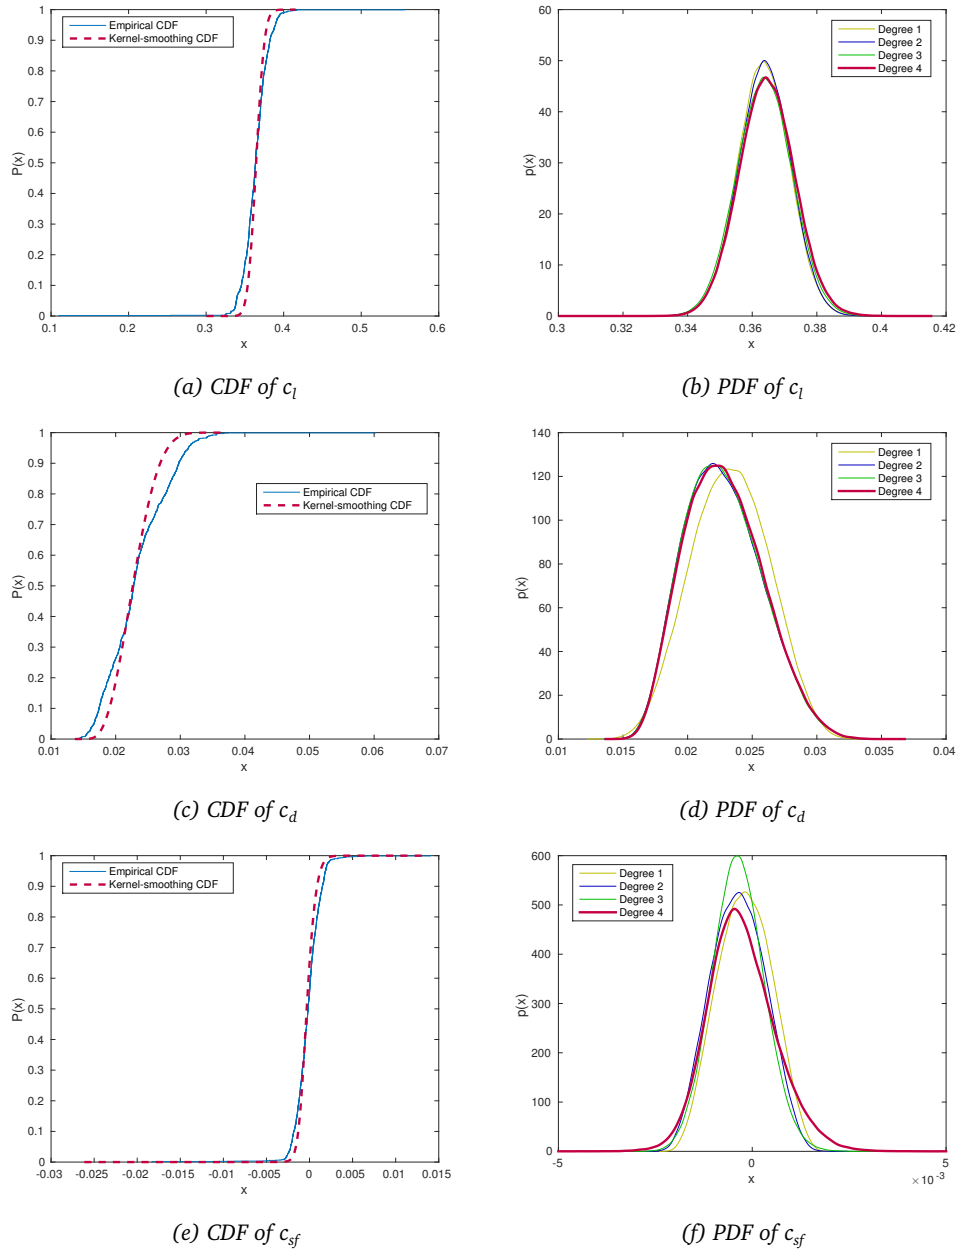 Empirical CDF
Kernel-smoothing CDF
P(x)
1
0.9
0.8
0.7
0.6
0.5
0.4
0.3
0.2
0.1
0
0.1 0.2 0.3 0.4 0.5 0.6
x
(a) CDF of c_l
Degree 1
Degree 2
Degree 3
Degree 4
p(x)
60
50
40
30
20
10
0
0.3 0.32 0.34 0.36 0.38 0.4 0.42
x
(b) PDF of c_l
Empirical CDF
Kernel-smoothing CDF
P(x)
1
0.9
0.8
0.7
0.6
0.5
0.4
0.3
0.2
0.1
0
0.01 0.02 0.03 0.04 0.05 0.06 0.07
x
(c) CDF of c_d
Degree 1
Degree 2
Degree 3
Degree 4
p(x)
140
120
100
80
60
40
20
0
0.01 0.015 0.02 0.025 0.03 0.035 0.04
x
(d) PDF of c_d
Empirical CDF
Kernel-smoothing CDF
P(x)
1
0.9
0.8
0.7
0.6
0.5
0.4
0.3
0.2
0.1
0
-0.03 -0.025 -0.02 -0.015 -0.01 -0.005 0 0.005 0.01 0.015
x
(e) CDF of c_sf
Degree 1
Degree 2
Degree 3
Degree 4
p(x)
600
500
400
300
200
100
0
-5 0 5
x
×10⁻³
(f) PDF of c_sf